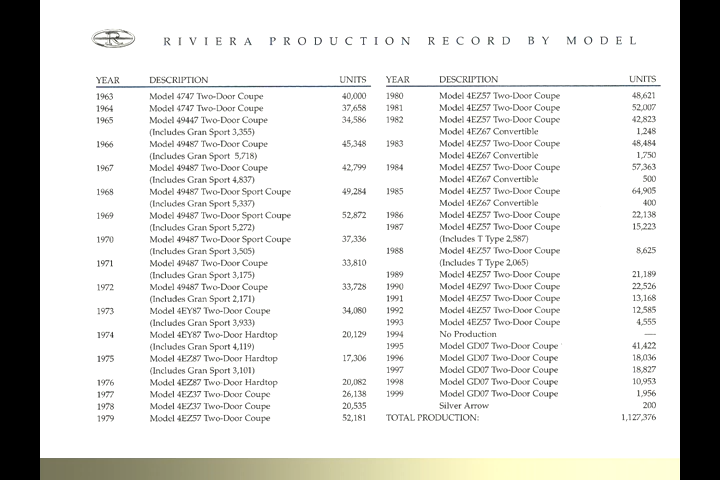 R
RIVIERA PRODUCTION RECORD BY MODEL
YEAR DESCRIPTION UNITS
1963 Model 4747 Two-Door Coupe 40,000
1964 Model 4747 Two-Door Coupe 37,658
1965 Model 49447 Two-Door Coupe 34,586
(Includes Gran Sport 3,355)
1966 Model 49487 Two-Door Coupe 45,348
(Includes Gran Sport 5,718)
1967 Model 49487 Two-Door Coupe 42,799
(Includes Gran Sport 4,837)
1968 Model 49487 Two-Door Sport Coupe 49,284
(Includes Gran Sport 5,337)
1969 Model 49487 Two-Door Sport Coupe 52,872
(Includes Gran Sport 5,272)
1970 Model 49487 Two-Door Sport Coupe 37,336
(Includes Gran Sport 3,505)
1971 Model 49487 Two-Door Coupe 33,810
(Includes Gran Sport 3,175)
1972 Model 49487 Two-Door Coupe 33,728
(Includes Gran Sport 2,171)
1973 Model 4EY87 Two-Door Coupe 34,080
(Includes Gran Sport 3,933)
1974 Model 4EY87 Two-Door Hardtop 20,129
(Includes Gran Sport 4,119)
1975 Model 4EZ87 Two-Door Hardtop 17,306
(Includes Gran Sport 3,101)
1976 Model 4EZ87 Two-Door Hardtop 20,082
1977 Model 4EZ37 Two-Door Coupe 26,138
1978 Model 4EZ37 Two-Door Coupe 20,535
1979 Model 4EZ57 Two-Door Coupe 52,181
YEAR DESCRIPTION UNITS
1980 Model 4EZ57 Two-Door Coupe 48,621
1981 Model 4EZ57 Two-Door Coupe 52,007
1982 Model 4EZ57 Two-Door Coupe 42,823
Model 4EZ67 Convertible 1,248
1983 Model 4EZ57 Two-Door Coupe 48,484
Model 4EZ67 Convertible 1,750
1984 Model 4EZ57 Two-Door Coupe 57,363
Model 4EZ67 Convertible 500
1985 Model 4EZ57 Two-Door Coupe 64,905
Model 4EZ67 Convertible 400
1986 Model 4EZ57 Two-Door Coupe 22,138
1987 Model 4EZ57 Two-Door Coupe 15,223
(Includes T Type 2,587)
1988 Model 4EZ57 Two-Door Coupe 8,625
(Includes T Type 2,065)
1989 Model 4EZ57 Two-Door Coupe 21,189
1990 Model 4EZ97 Two-Door Coupe 22,526
1991 Model 4EZ57 Two-Door Coupe 13,168
1992 Model 4EZ57 Two-Door Coupe 12,585
1993 Model 4EZ57 Two-Door Coupe 4,555
1994 No Production —
1995 Model GD07 Two-Door Coupe 41,422
1996 Model GD07 Two-Door Coupe 18,036
1997 Model GD07 Two-Door Coupe 18,827
1998 Model GD07 Two-Door Coupe 10,953
1999 Model GD07 Two-Door Coupe 1,956
Silver Arrow 200
TOTAL PRODUCTION: 1,127,376